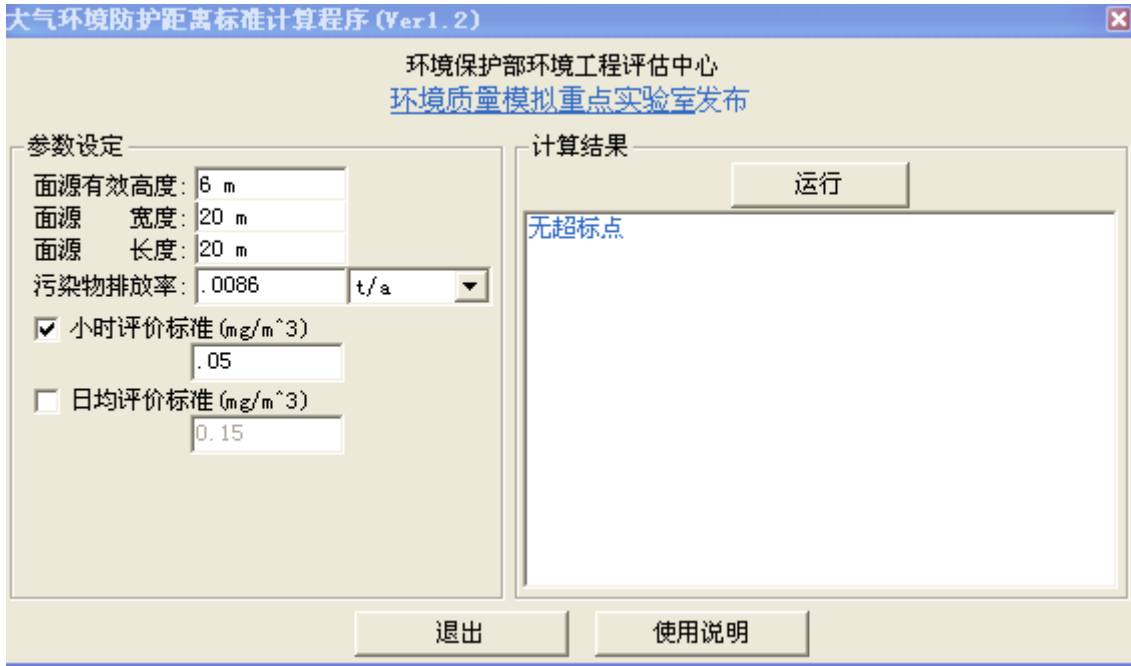 大气环境防护距离标准计算程序(Ver1.2)
环境保护部环境工程评估中心
环境质量模拟重点实验室发布
参数设定
面源有效高度: 6 m
面源 宽度: 20 m
面源 长度: 20 m
污染物排放率: .0086 t/a
小时评价标准(mg/m^3)
.05
日均评价标准(mg/m^3)
0.15
计算结果
运行
无超标点
退出
使用说明